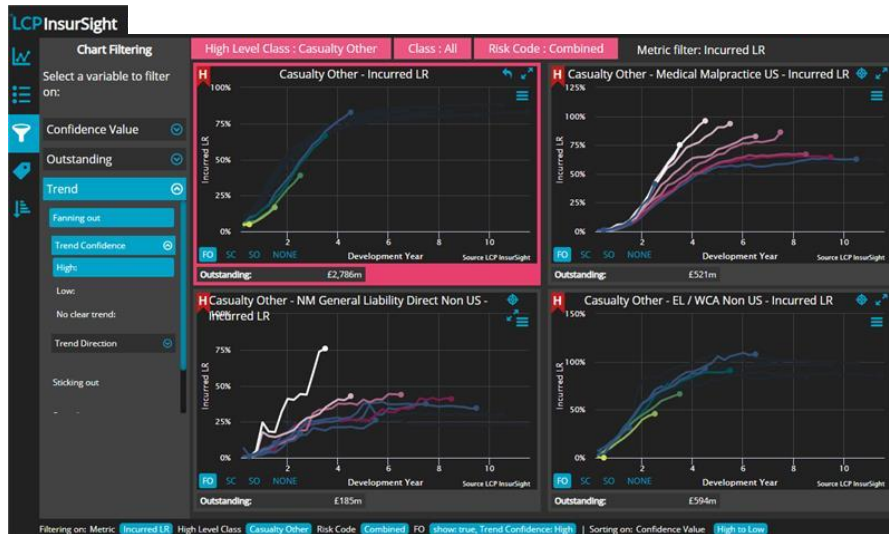 LCP InsurSight
Chart Filtering
Select a variable to filter
on:
Confidence Value
Outstanding
Trend
Fanning out
Trend Confidence
High:
Low:
No clear trend:
Trend Direction
Sticking out
High Level Class : Casualty Other
Class : All
Risk Code : Combined
Metric filter: Incurred LR
H
Casualty Other - Incurred LR
100%
75%
50%
25%
0%
Incurred LR
2 4 6 8 10
FO SC SO NONE
Development Year
Source LCP InsurSight
Outstanding: £2,786m
H
Casualty Other - Medical Malpractice US - Incurred LR
125%
100%
75%
50%
25%
0%
Incurred LR
2 4 6 8 10
FO SC SO NONE
Development Year
Source LCP InsurSight
Outstanding: £521m
H
Casualty Other - NM General Liability Direct Non US -
Incurred LR
75%
50%
25%
0%
Incurred LR
2 4 6 8 10
FO SC SO NONE
Development Year
Source LCP InsurSight
Outstanding: £185m
H
Casualty Other - EL / WCA Non US - Incurred LR
150%
100%
50%
0%
Incurred LR
2 4 6 8 10
FO SC SO NONE
Development Year
Source LCP InsurSight
Outstanding: £594m
Filtering on: Metric Incurred LR High Level Class Casualty Other Risk Code Combined FO show: true, Trend Confidence: High | Sorting on: Confidence Value High to Low